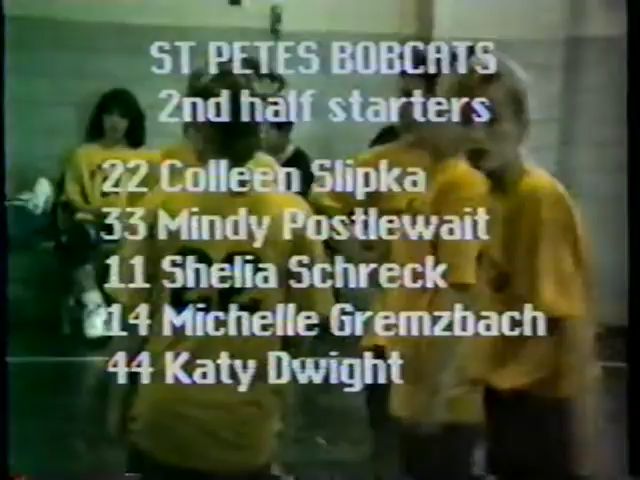 ST PETES BOBCATS
2nd half starters
22 Colleen Slipka
33 Mindy Postlewait
11 Shelia Schreck
14 Michelle Gremzbach
44 Katy Dwight
22